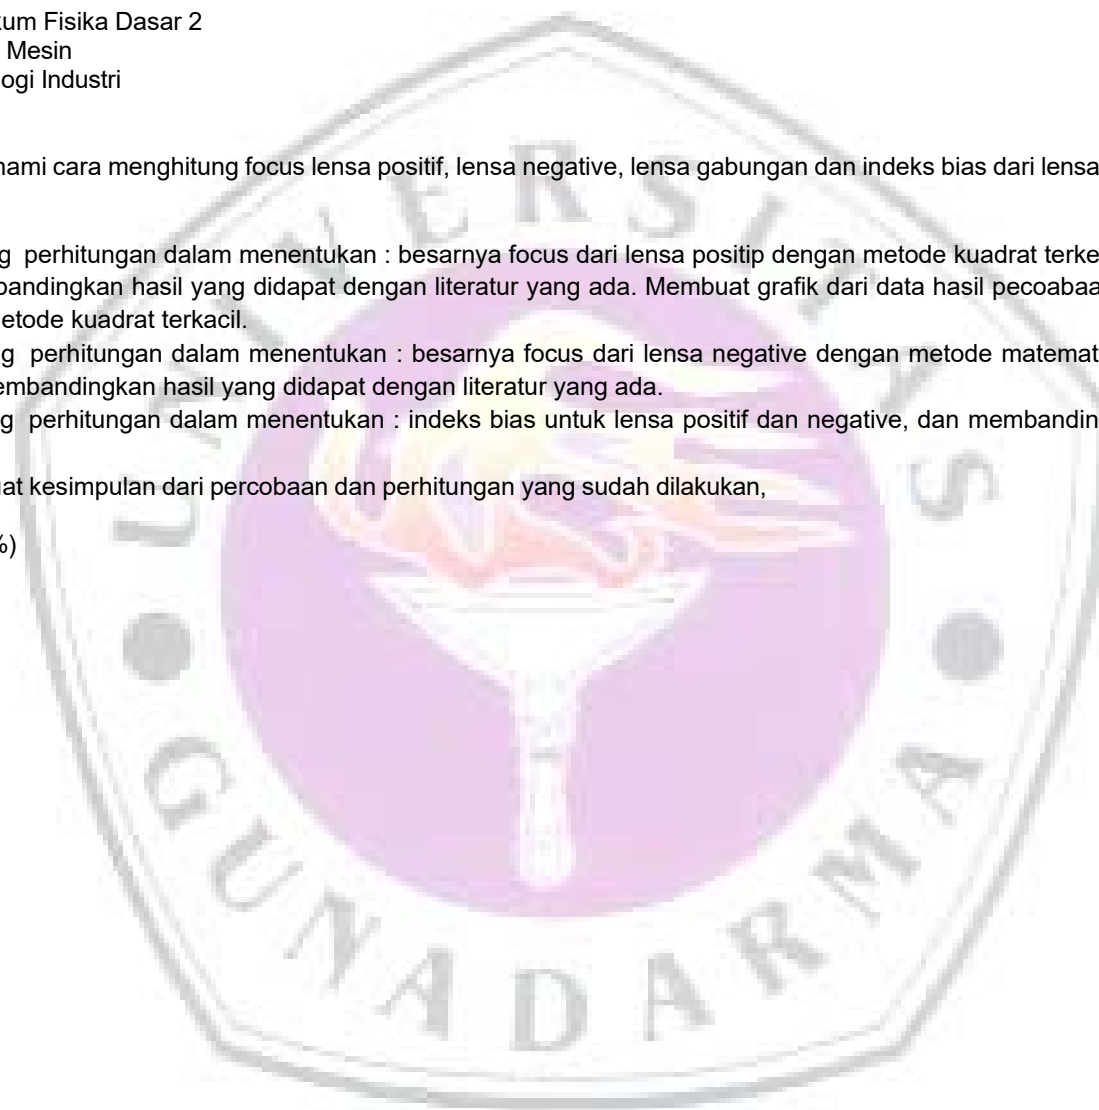 kum Fisika Dasar 2
Mesin
ogi Industri
nami cara menghitung focus lensa positif, lensa negative, lensa gabungan dan indeks bias dari lensa
g perhitungan dalam menentukan : besarnya focus dari lensa positip dengan metode kuadrat terke
bandingkan hasil yang didapat dengan literatur yang ada. Membuat grafik dari data hasil pecoabaa
etode kuadrat terkacil.
g perhitungan dalam menentukan : besarnya focus dari lensa negative dengan metode matemat
embandingkan hasil yang didapat dengan literatur yang ada.
g perhitungan dalam menentukan : indeks bias untuk lensa positif dan negative, dan membandin
uat kesimpulan dari percobaan dan perhitungan yang sudah dilakukan,
%)
UNIVERSITAS
GUNADARMA